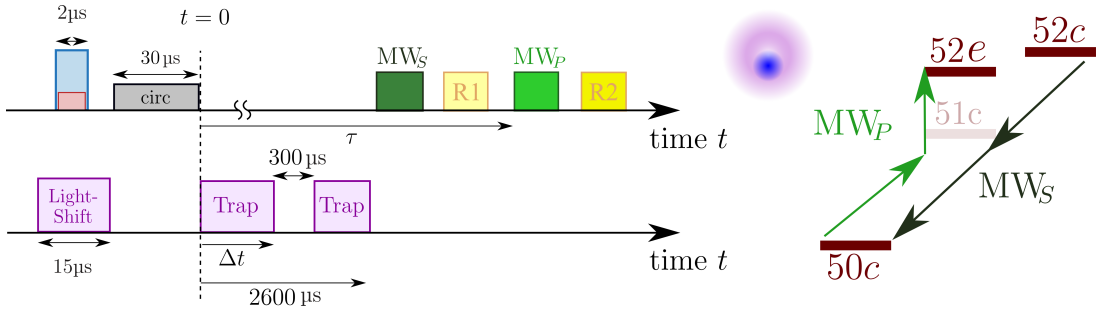 2μs
t = 0
30 μs
circ
MW_S
R1
MW_P
R2
τ
time t
Light-
Shift
15μs
Trap
300 μs
Trap
Δt
2600 μs
time t
52e
52c
51c
MW_P
MW_S
50c